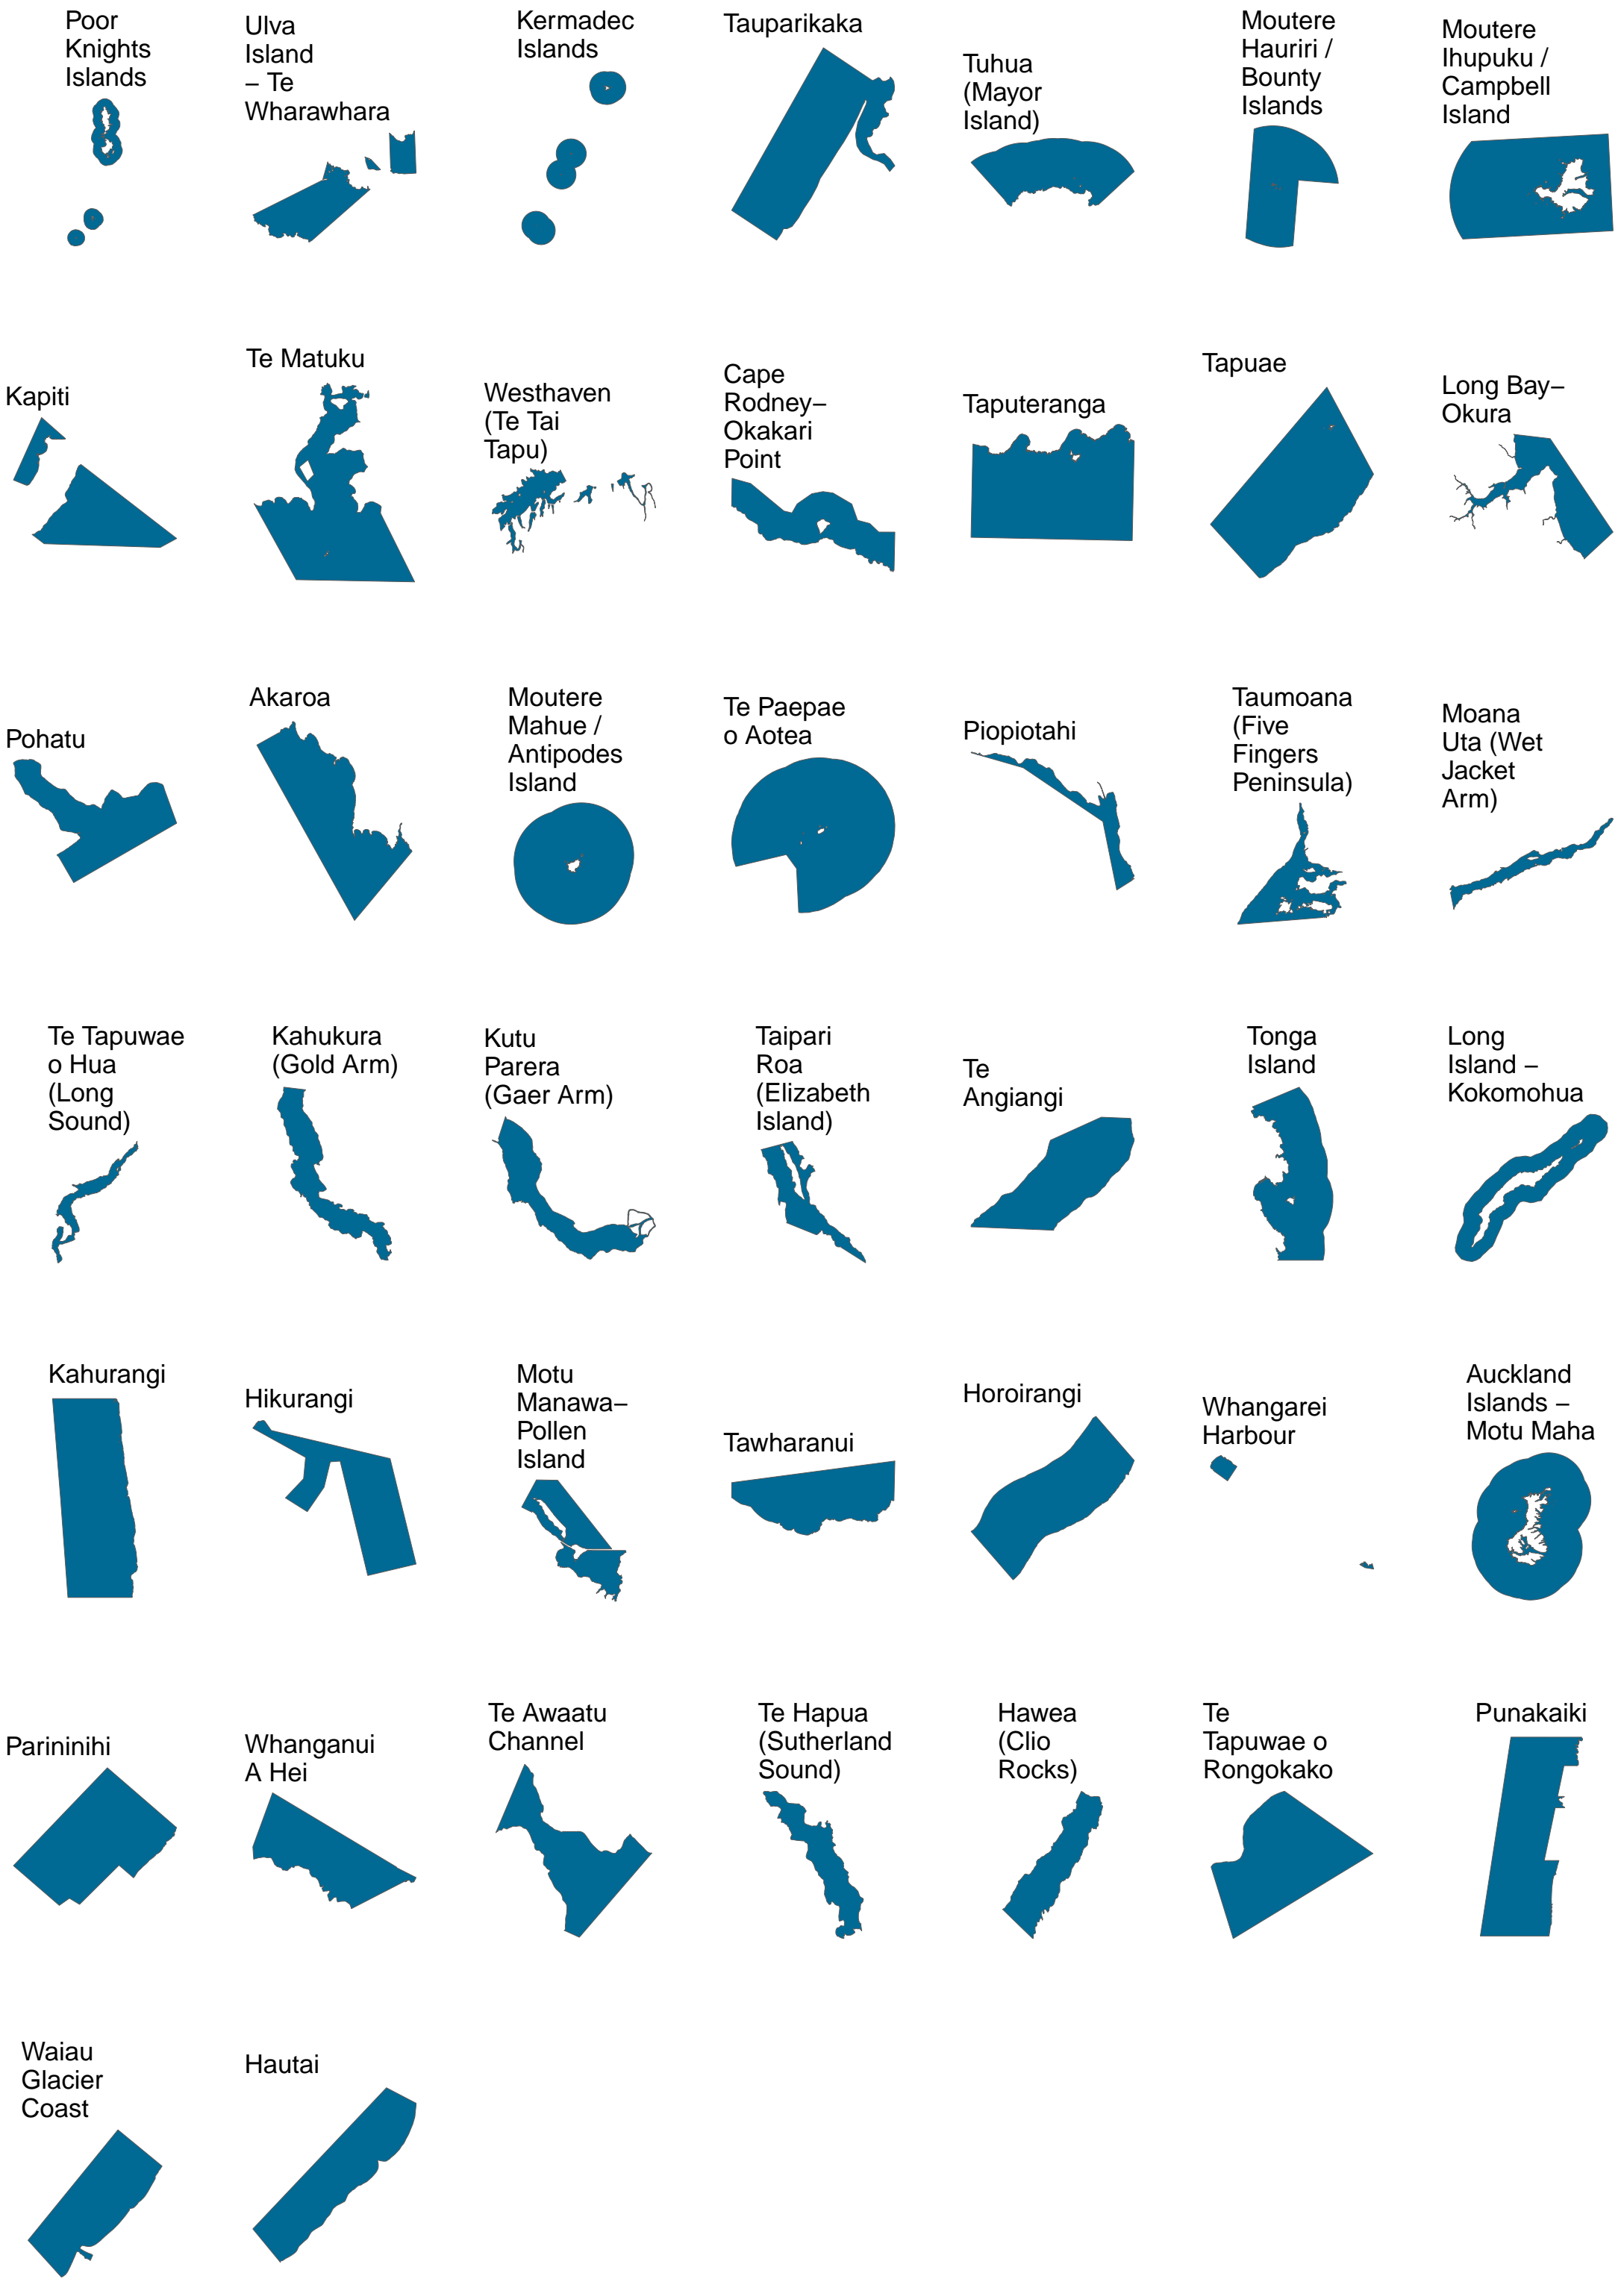 Poor
Knights
Islands
Ulva
Island
– Te
Wharawhara
Kermadec
Islands
Tauparikaka
Tuhua
(Mayor
Island)
Moutere
Hauriri /
Bounty
Islands
Moutere
Ihupuku /
Campbell
Island
Kapiti
Te Matuku
Westhaven
(Te Tai
Tapu)
Cape
Rodney–
Okakari
Point
Taputeranga
Tapuae
Long Bay–
Okura
Pohatu
Akaroa
Moutere
Mahue /
Antipodes
Island
Te Paepae
o Aotea
Piopiotahi
Taumoana
(Five
Fingers
Peninsula)
Moana
Uta (Wet
Jacket
Arm)
Te Tapuwae
o Hua
(Long
Sound)
Kahukura
(Gold Arm)
Kutu
Parera
(Gaer Arm)
Taipari
Roa
(Elizabeth
Island)
Te
Angiangi
Tonga
Island
Long
Island –
Kokomohua
Kahurangi
Hikurangi
Motu
Manawa–
Pollen
Island
Tawharanui
Horoirangi
Whangarei
Harbour
Auckland
Islands –
Motu Maha
Parininihi
Whanganui
A Hei
Te Awaatu
Channel
Te Hapua
(Sutherland
Sound)
Hawea
(Clio
Rocks)
Te
Tapuwae o
Rongokako
Punakaiki
Waiau
Glacier
Coast
Hautai